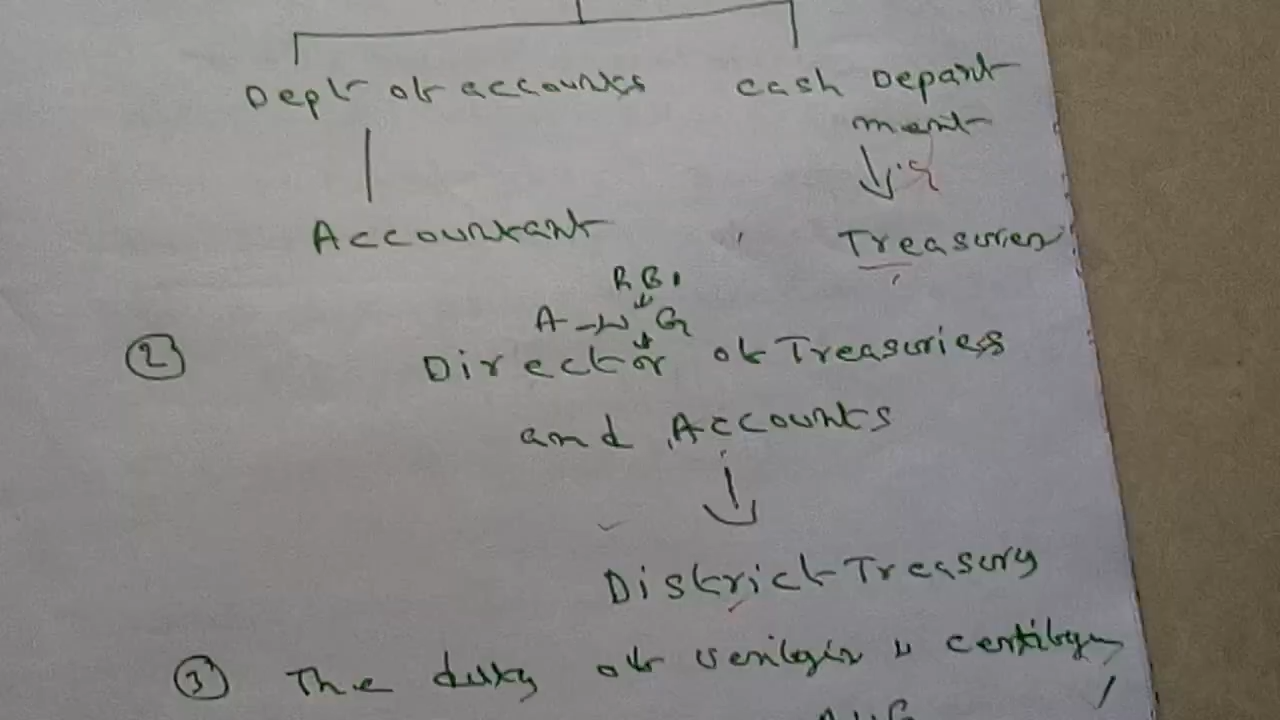 Dept of accounts cash Depart
ment
Accountant Treasuries
RBI
A - G
② Director of Treasuries
and Accounts
District Treasury
③ The duty of